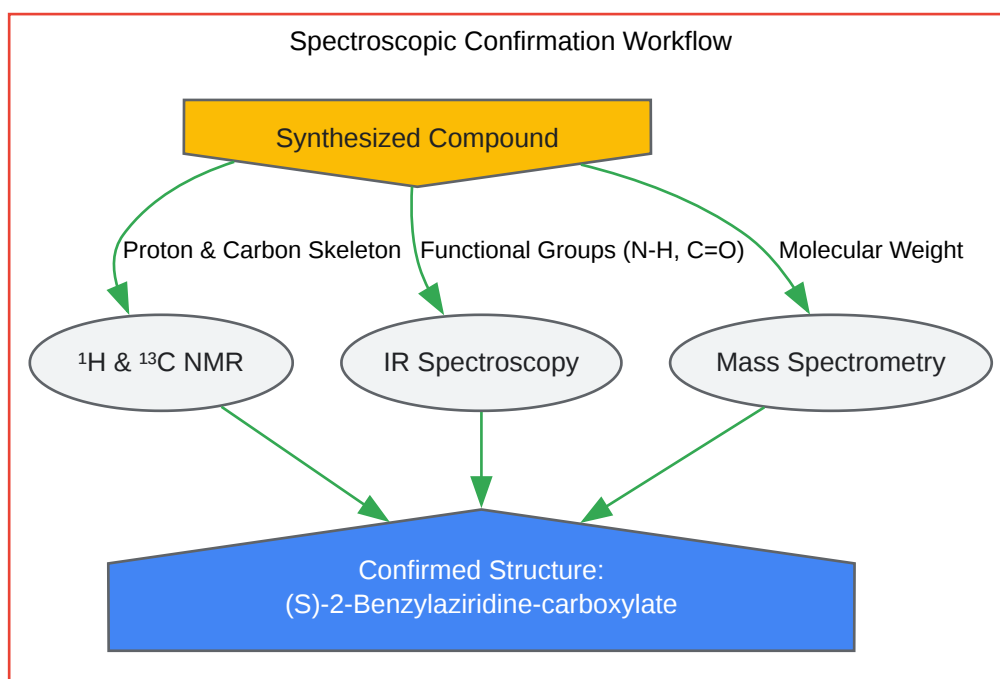 Spectroscopic Confirmation Workflow
Synthesized Compound
Proton & Carbon Skeleton
Functional Groups (N-H, C=O)
Molecular Weight
¹H & ¹³C NMR
IR Spectroscopy
Mass Spectrometry
Confirmed Structure:
(S)-2-Benzylaziridine-carboxylate